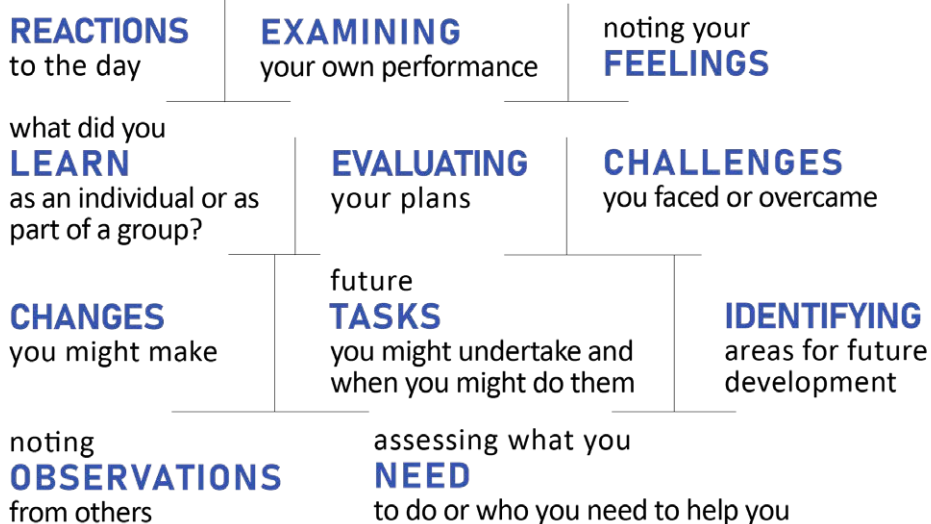 REACTIONS
to the day
EXAMINING
your own performance
noting your
FEELINGS
what did you
LEARN
as an individual or as
part of a group?
EVALUATING
your plans
CHALLENGES
you faced or overcame
CHANGES
you might make
future
TASKS
you might undertake and
when you might do them
IDENTIFYING
areas for future
development
noting
OBSERVATIONS
from others
assessing what you
NEED
to do or who you need to help you